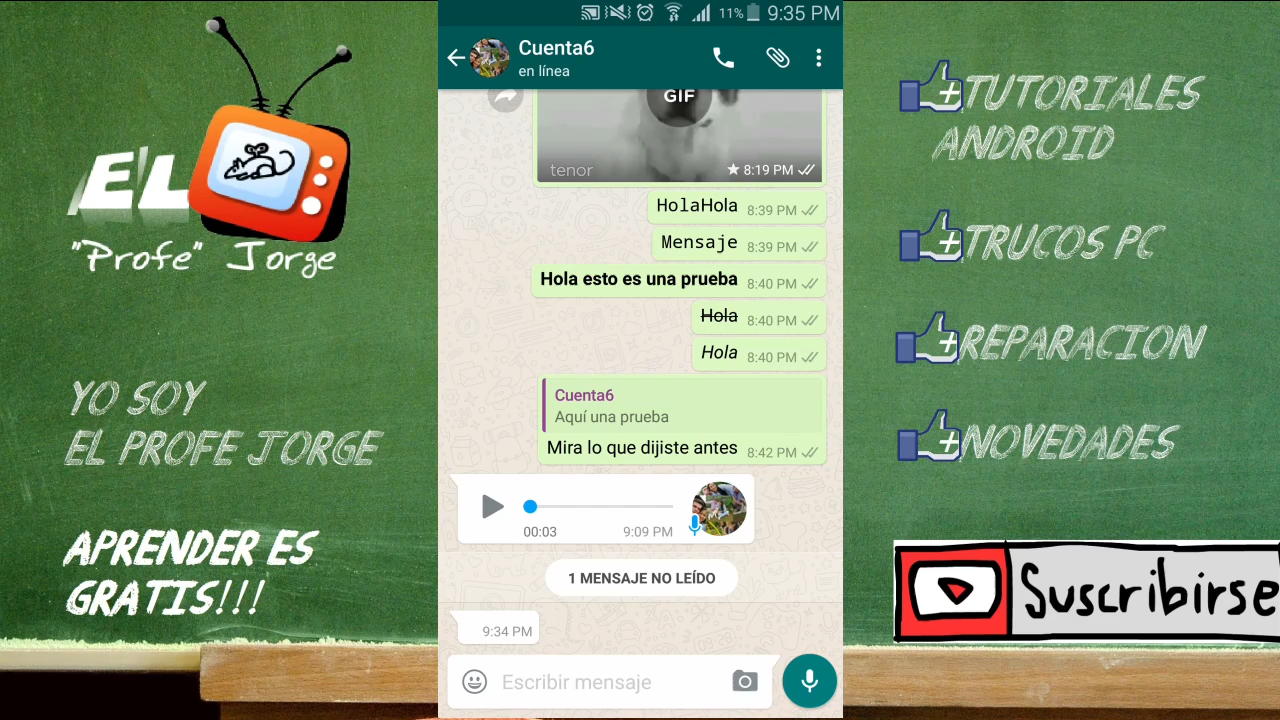 EL
"Profe" Jorge
YO SOY
EL PROFE JORGE
APRENDER ES
GRATIS!!!
11% 9:35 PM
Cuenta6
en línea
GIF
tenor
★ 8:19 PM
HolaHola 8:39 PM
Mensaje 8:39 PM
Hola esto es una prueba 8:40 PM
Hola 8:40 PM
Hola 8:40 PM
Cuenta6
Aquí una prueba
Mira lo que dijiste antes 8:42 PM
00:03 9:09 PM
1 MENSAJE NO LEÍDO
9:34 PM
Escribir mensaje
+TUTORIALES
ANDROID
+TRUCOS PC
+REPARACION
+NOVEDADES
Suscribirse